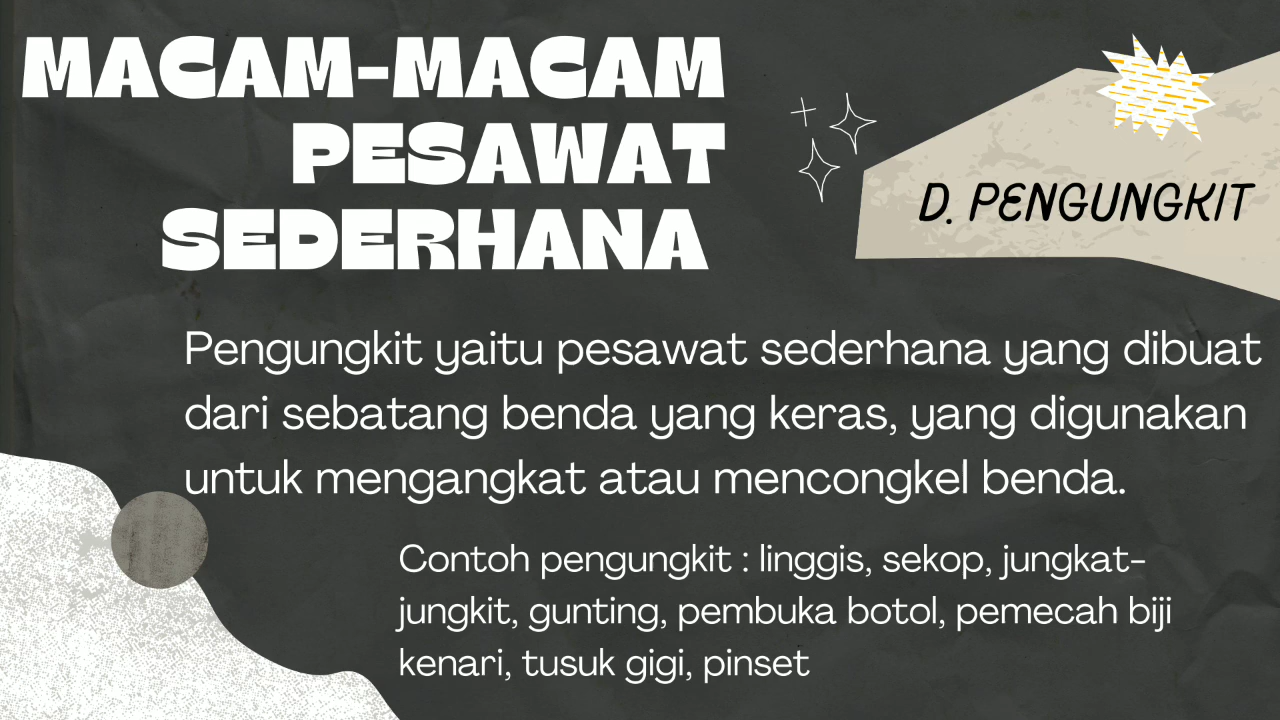 MACAM-MACAM
PESAWAT
SEDERHANA
D. PENGUNGKIT
Pengungkit yaitu pesawat sederhana yang dibuat
dari sebatang benda yang keras, yang digunakan
untuk mengangkat atau mencongkel benda.
Contoh pengungkit : linggis, sekop, jungkat-
jungkit, gunting, pembuka botol, pemecah biji
kenari, tusuk gigi, pinset